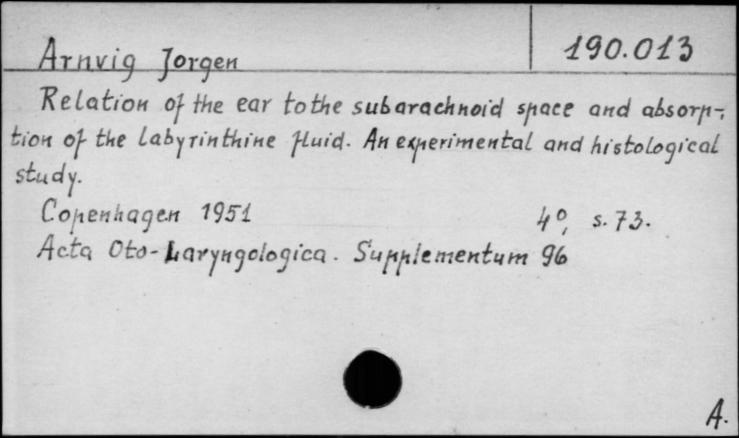 Arnvig Jorgen
190.013
Relation of the ear to the subarachnoid space and absorp-
tion of the labyrinthine fluid. An experimental and histological
study.
Copenhagen 1951 4°, s. 73.
Acta Oto-Laryngologica. Supplementum 96
A.